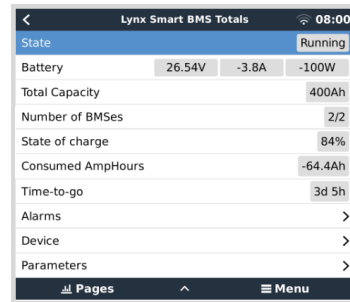 Lynx Smart BMS Totals 08:00
State Running
Battery 26.54V -3.8A -100W
Total Capacity 400Ah
Number of BMSes 2/2
State of charge 84%
Consumed AmpHours -64.4Ah
Time-to-go 3d 5h
Alarms
Device
Parameters
Pages Menu